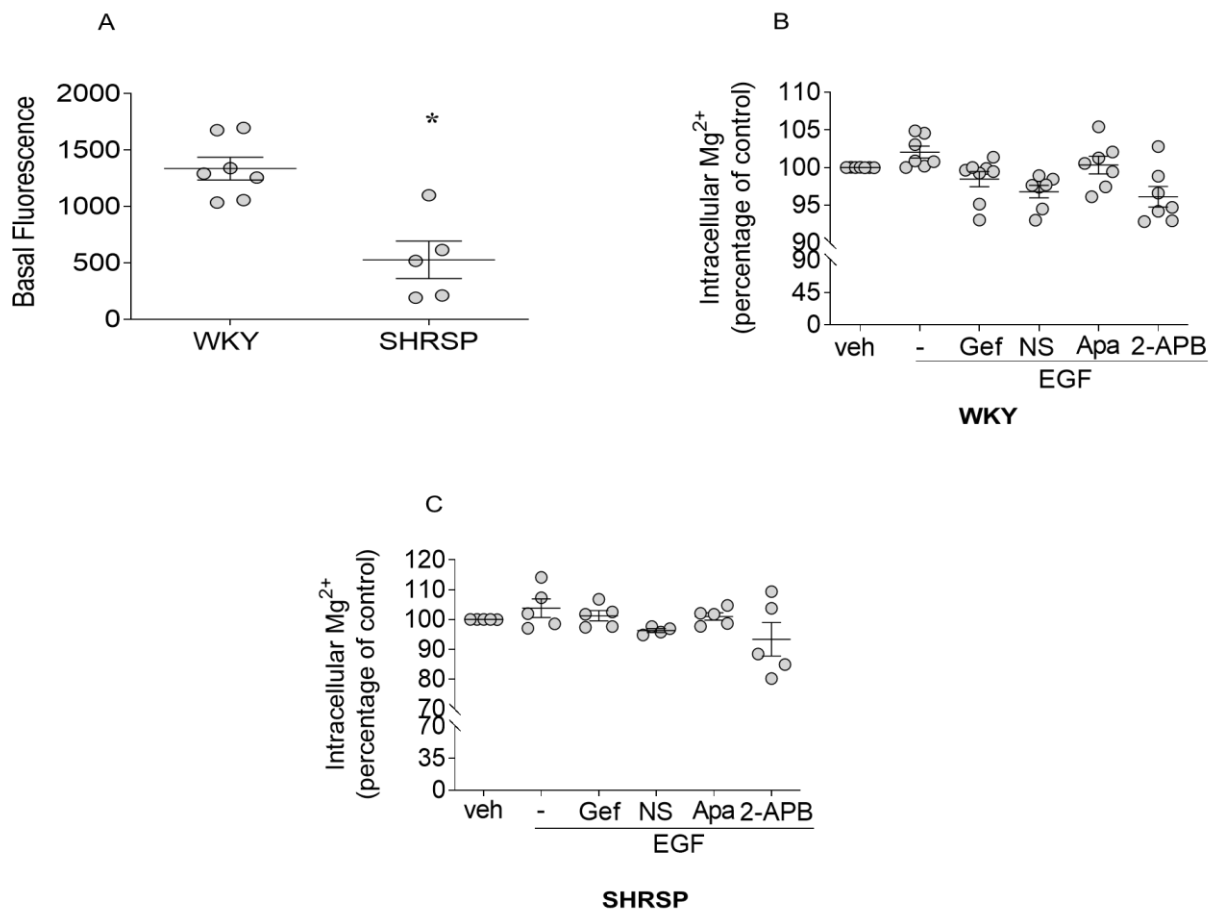 A
Basal Fluorescence
2000
1500
1000
500
0
*
WKY SHRSP
B
Intracellular Mg²⁺
(percentage of control)
110
105
100
95
90
90
45
0
veh - Gef NS Apa 2-APB
EGF
WKY
C
Intracellular Mg²⁺
(percentage of control)
120
110
100
90
80
70
70
35
0
veh - Gef NS Apa 2-APB
EGF
SHRSP